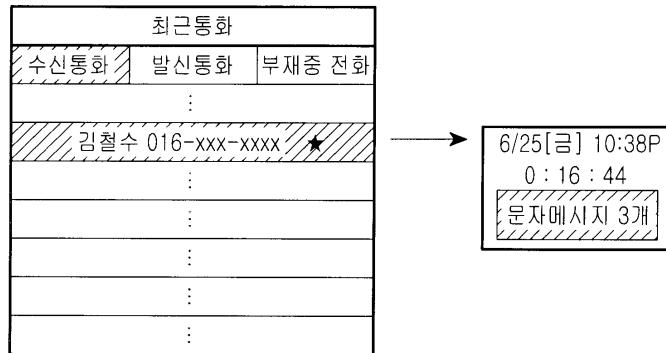 최근통화
수신통화 발신통화 부재중 전화
⋮
김철수 016-xxx-xxxx ★
⋮
⋮
⋮
⋮
⋮
6/25[금] 10:38P
0 : 16 : 44
문자메시지 3개